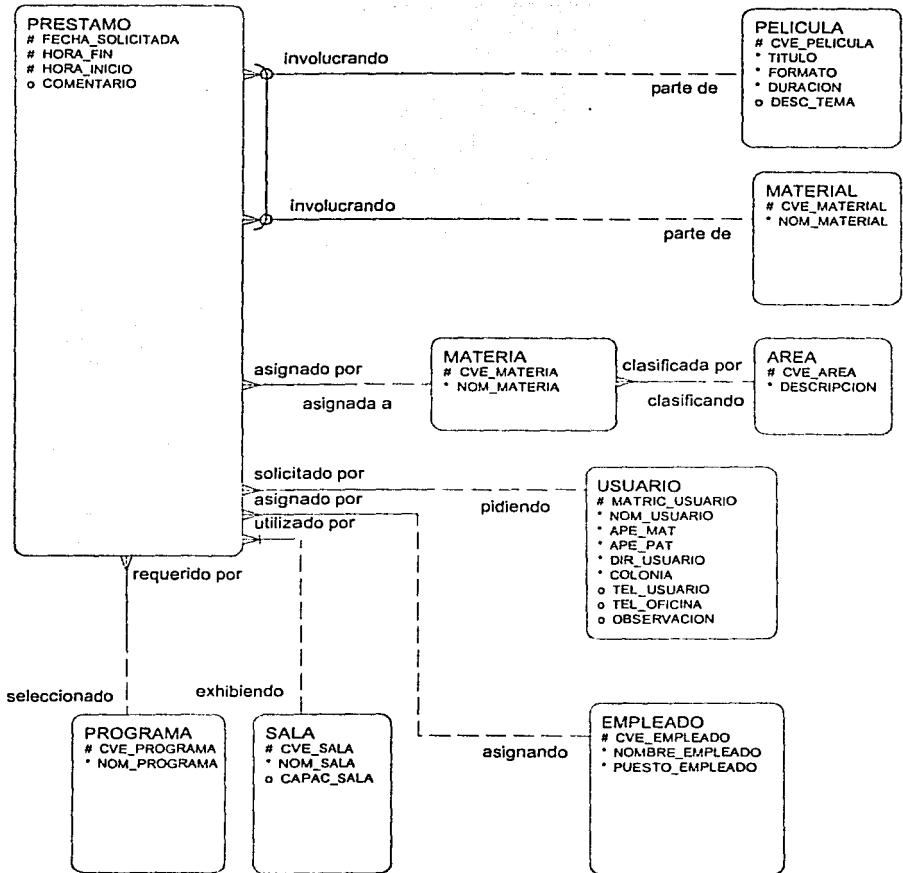 PRESTAMO
# FECHA_SOLICITADA
# HORA_FIN
# HORA_INICIO
o COMENTARIO
involucrando
parte de
PELICULA
# CVE_PELICULA
* TITULO
* FORMATO
* DURACION
o DESC_TEMA
involucrando
parte de
MATERIAL
# CVE_MATERIAL
* NOM_MATERIAL
asignado por
asignada a
MATERIA
# CVE_MATERIA
* NOM_MATERIA
clasificada por
clasificando
AREA
# CVE_AREA
* DESCRIPCION
solicitado por
pidiendo
asignado por
utilizado por
USUARIO
# MATRIC_USUARIO
* NOM_USUARIO
* APE_MAT
* APE_PAT
* DIR_USUARIO
* COLONIA
o TEL_USUARIO
o TEL_OFICINA
o OBSERVACION
requerido por
seleccionado
exhibiendo
asignando
PROGRAMA
# CVE_PROGRAMA
* NOM_PROGRAMA
SALA
# CVE_SALA
* NOM_SALA
o CAPAC_SALA
EMPLEADO
# CVE_EMPLEADO
* NOMBRE_EMPLEADO
* PUESTO_EMPLEADO